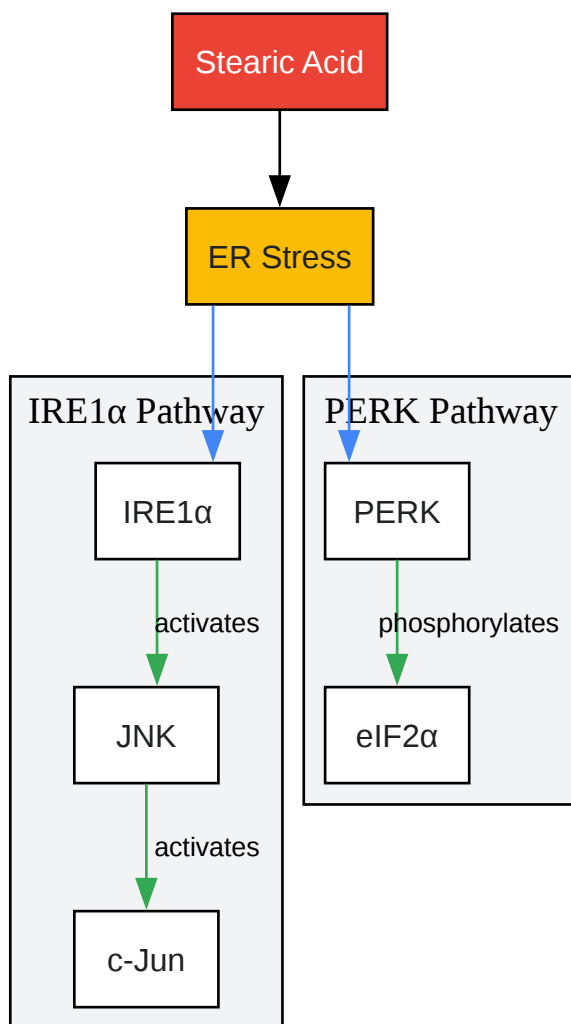 Stearic Acid
ER Stress
IRE1α Pathway
PERK Pathway
IRE1α
PERK
activates
phosphorylates
JNK
eIF2α
activates
c-Jun